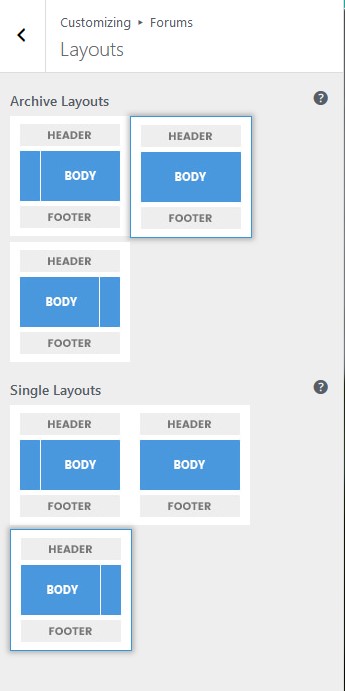 Customizing ▸ Forums
Layouts
Archive Layouts
?
HEADER HEADER
BODY BODY
FOOTER FOOTER
HEADER
BODY
FOOTER
Single Layouts
?
HEADER HEADER
BODY BODY
FOOTER FOOTER
HEADER
BODY
FOOTER